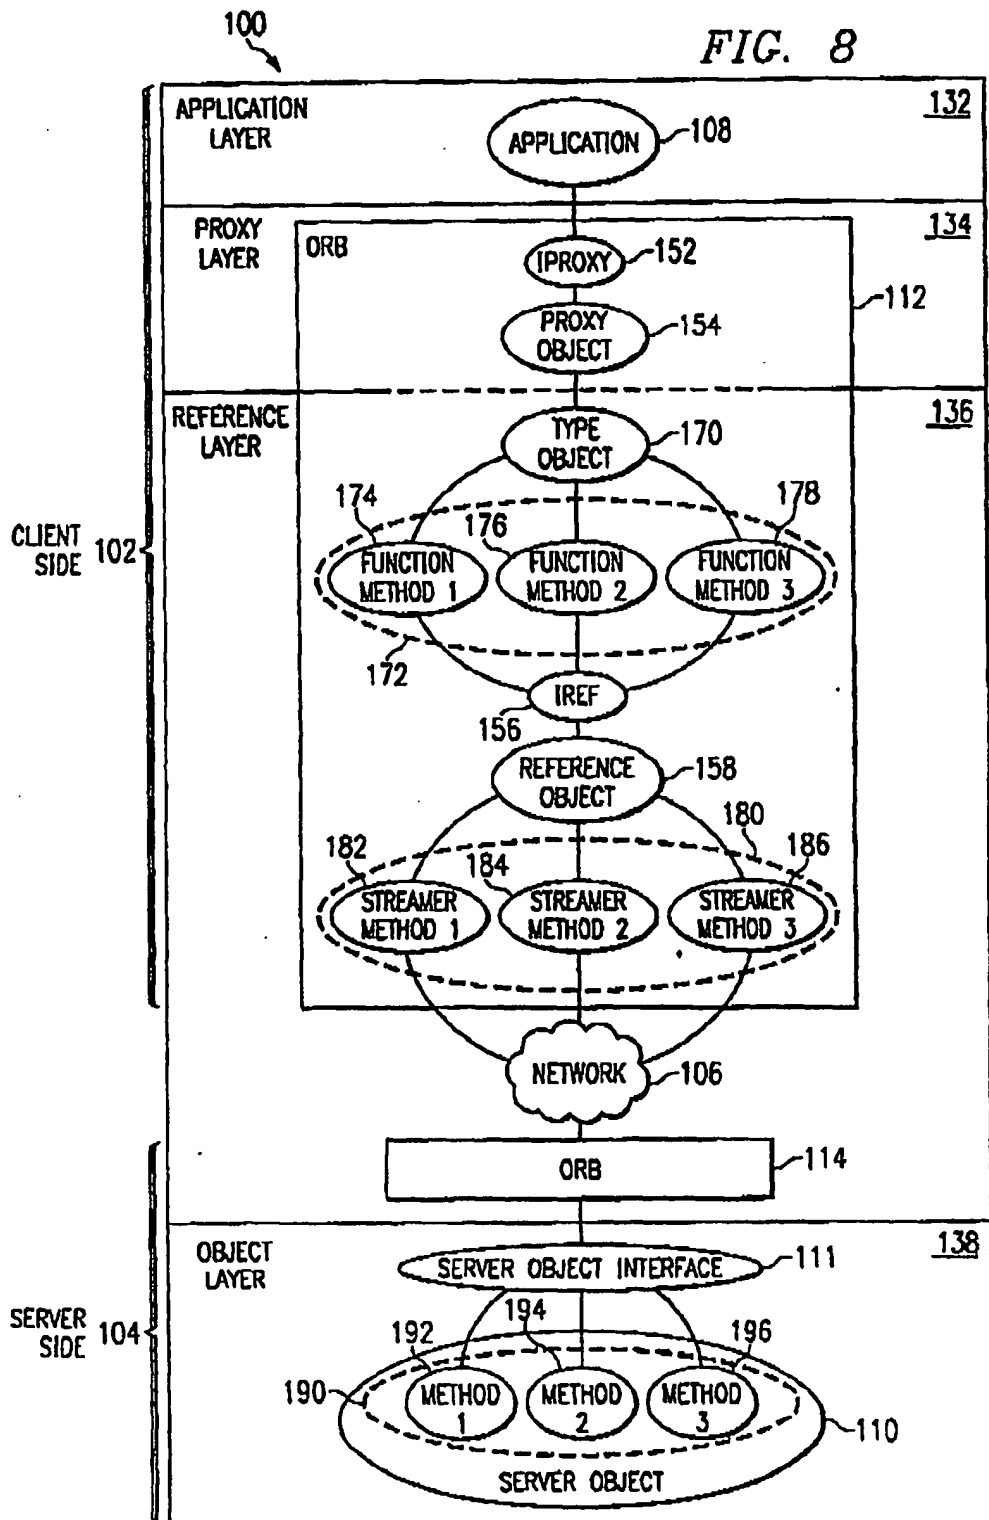 100
FIG. 8
APPLICATION
LAYER
132
APPLICATION
108
PROXY
LAYER
134
ORB
IPROXY
152
112
PROXY
OBJECT
154
REFERENCE
LAYER
136
TYPE
OBJECT
170
174
176
178
CLIENT
SIDE 102
FUNCTION
METHOD 1
FUNCTION
METHOD 2
FUNCTION
METHOD 3
172
IREF
156
REFERENCE
OBJECT
158
180
182
184
186
STREAMER
METHOD 1
STREAMER
METHOD 2
STREAMER
METHOD 3
NETWORK
106
ORB
114
OBJECT
LAYER
138
SERVER OBJECT INTERFACE
111
SERVER
SIDE 104
192
194
196
190
METHOD
1
METHOD
2
METHOD
3
110
SERVER OBJECT